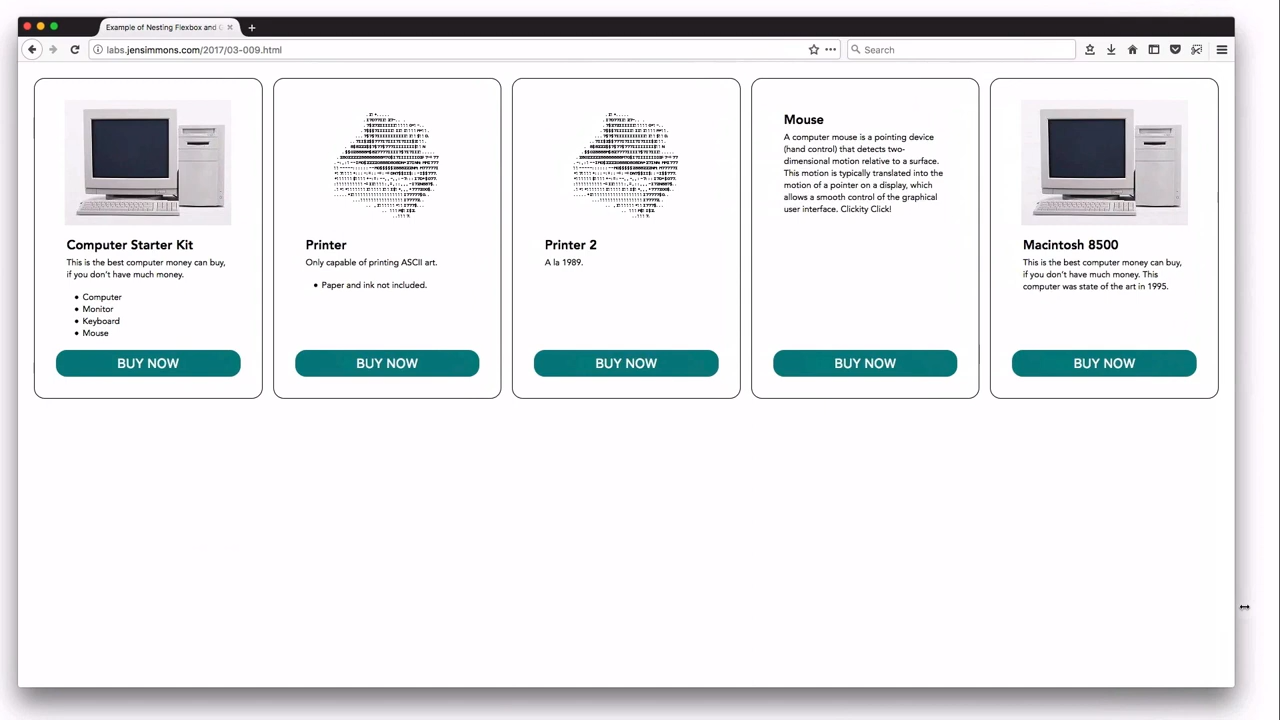 Example of Nesting Flexbox and
labs.jensimmons.com/2017/03-009.html
Search
Computer Starter Kit
This is the best computer money can buy,
if you don't have much money.
Computer
Monitor
Keyboard
Mouse
BUY NOW
Printer
Only capable of printing ASCII art.
Paper and ink not included.
BUY NOW
Printer 2
A la 1989.
BUY NOW
Mouse
A computer mouse is a pointing device
(hand control) that detects two-
dimensional motion relative to a surface.
This motion is typically translated into the
motion of a pointer on a display, which
allows a smooth control of the graphical
user interface. Clickity Click!
BUY NOW
Macintosh 8500
This is the best computer money can buy,
if you don't have much money. This
computer was state of the art in 1995.
BUY NOW